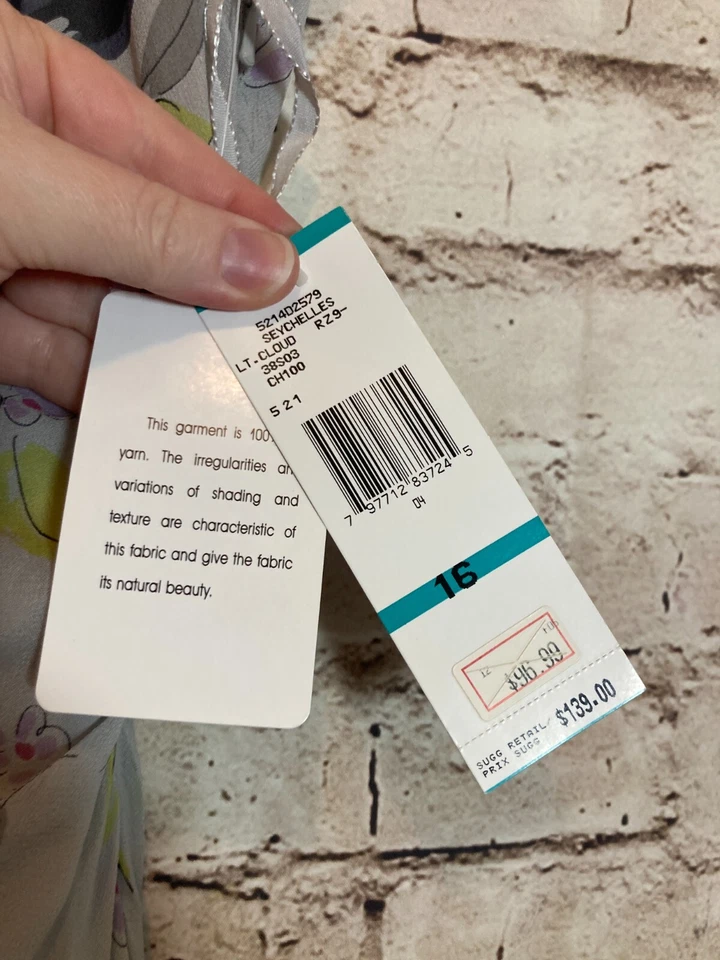 This garment is 100
yarn. The irregularities an
variations of shading and
texture are characteristic of
this fabric and give the fabric
its natural beauty.
5214D2579
SEYCHELLES
LT.CLOUD RZ9-
38S03
CH100
521
7 97712 83724 5
04
16
$96.99
SUGG RETAIL/
PRIX SUGG
$139.00